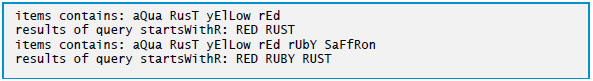 items contains: aQua RusT yElLow rEd
results of query startsWithR: RED RUST
items contains: aQua RusT yElLow rEd rUbY SaFfRon
results of query startsWithR: RED RUBY RUST